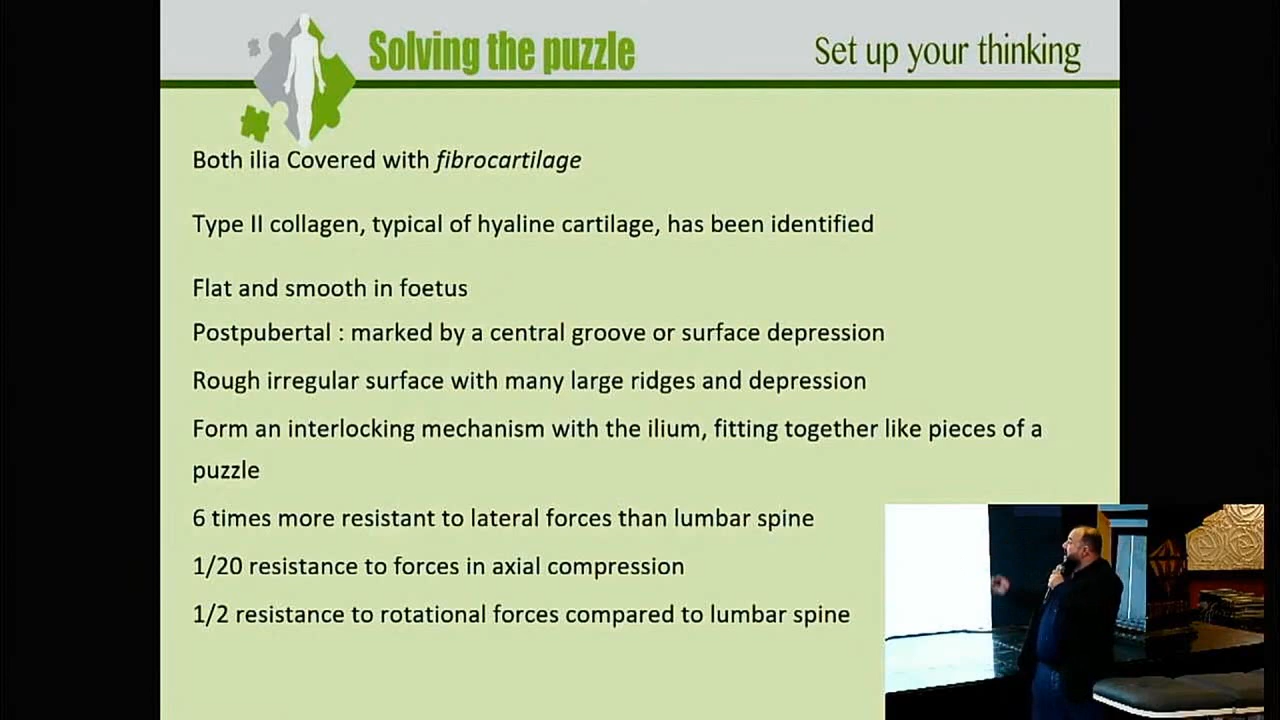 Solving the puzzle
Set up your thinking
Both ilia Covered with fibrocartilage
Type II collagen, typical of hyaline cartilage, has been identified
Flat and smooth in foetus
Postpubertal : marked by a central groove or surface depression
Rough irregular surface with many large ridges and depression
Form an interlocking mechanism with the ilium, fitting together like pieces of a
puzzle
6 times more resistant to lateral forces than lumbar spine
1/20 resistance to forces in axial compression
1/2 resistance to rotational forces compared to lumbar spine